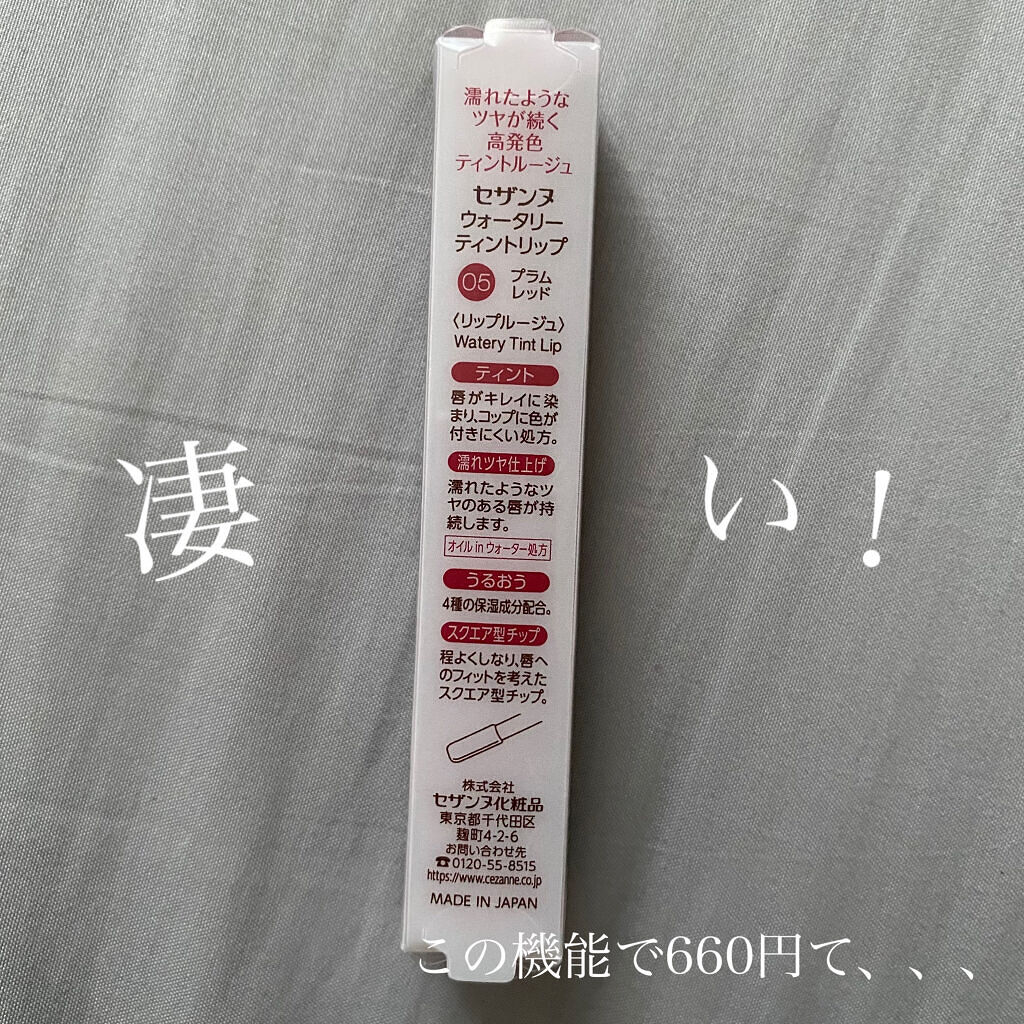 濡れたような
ツヤが続く
高発色
ティントルージュ
セザンヌ
ウォータリー
ティントリップ
05 プラム
レッド
〈リップルージュ〉
Watery Tint Lip
ティント
唇がキレイに染
まり、コップに色が
付きにくい処方。
濡れツヤ仕上げ
濡れたようなツ
ヤのある唇が持
続します。
オイル in ウォーター処方
うるおう
4種の保湿成分配合。
スクエア型チップ
程よくしなり、唇へ
のフィットを考えた
スクエア型チップ。
株式会社
セザンヌ化粧品
東京都千代田区
麹町4-2-6
お問い合わせ先
☎0120-55-8515
https://www.cezanne.co.jp
MADE IN JAPAN
凄い！
この機能で660円て、、、